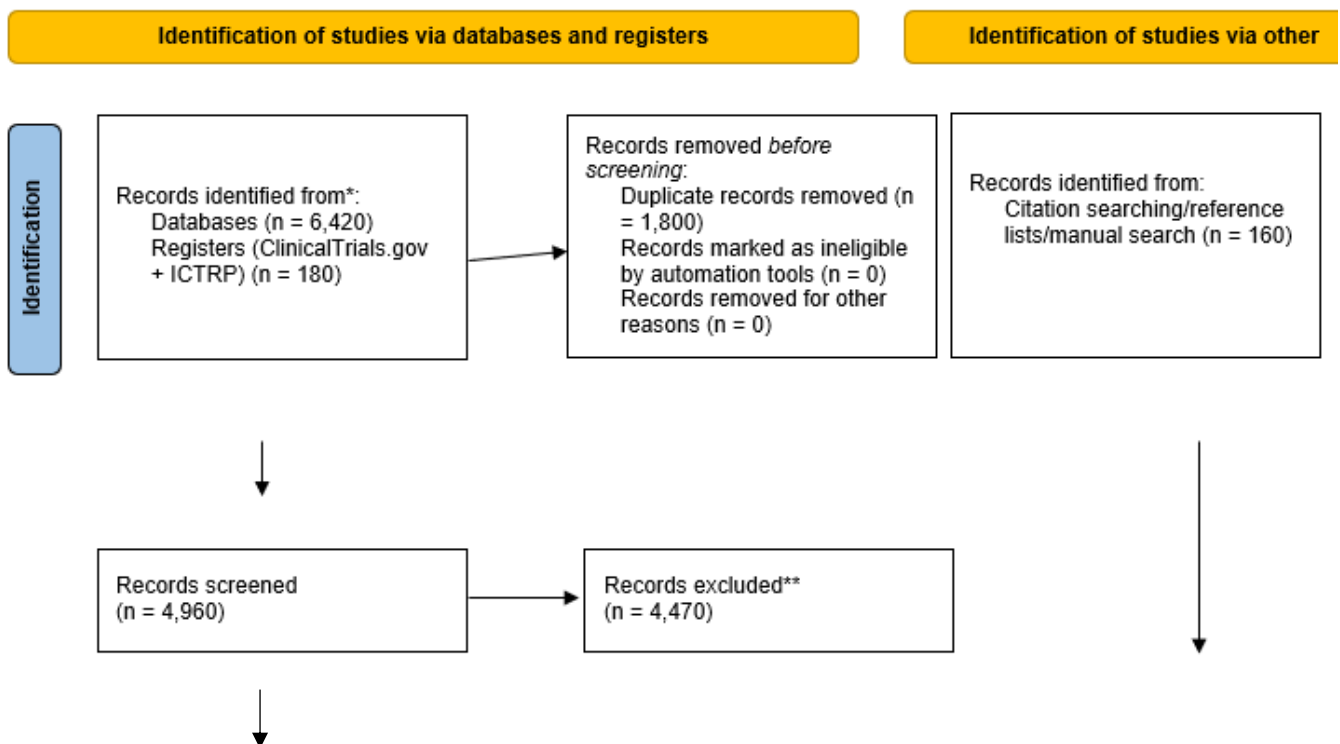 Identification of studies via databases and registers
Identification of studies via other
Identification
Records identified from*:
Databases (n = 6,420)
Registers (ClinicalTrials.gov
+ ICTRP) (n = 180)
Records removed before
screening:
Duplicate records removed (n
= 1,800)
Records marked as ineligible
by automation tools (n = 0)
Records removed for other
reasons (n = 0)
Records identified from:
Citation searching/reference
lists/manual search (n = 160)
Records screened
(n = 4,960)
Records excluded**
(n = 4,470)